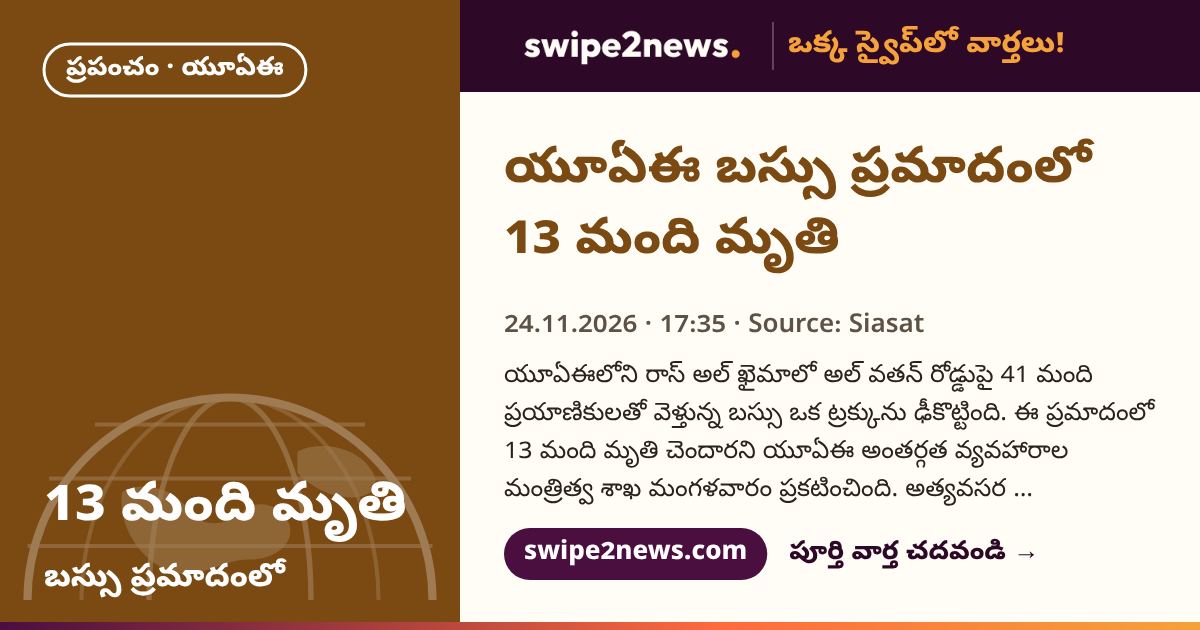 ప్రపంచం · యూఏఈ
13 మంది మృతి
బస్సు ప్రమాదంలో
swipe2news.
ఒక్క స్వైప్‌లో వార్తలు!
యూఏఈ బస్సు ప్రమాదంలో
13 మంది మృతి
24.11.2026 · 17:35 · Source: Siasat
యూఏఈలోని రాస్ అల్ ఖైమాలో అల్ వతన్ రోడ్డుపై 41 మంది
ప్రయాణికులతో వెళ్తున్న బస్సు ఒక ట్రక్కును ఢీకొట్టింది. ఈ ప్రమాదంలో
13 మంది మృతి చెందారని యూఏఈ అంతర్గత వ్యవహారాల
మంత్రిత్వ శాఖ మంగళవారం ప్రకటించింది. అత్యవసర ...
swipe2news.com
పూర్తి వార్త చదవండి →